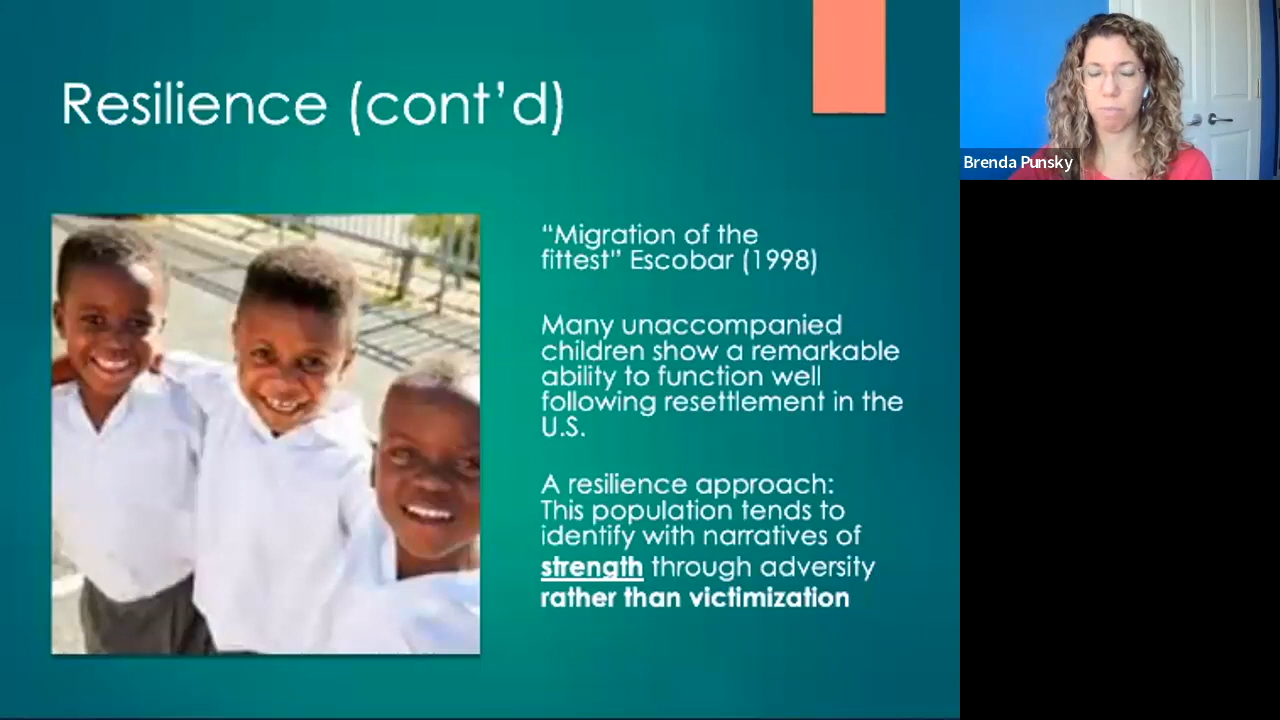 Resilience (cont’d)
“Migration of the
fittest” Escobar (1998)
Many unaccompanied
children show a remarkable
ability to function well
following resettlement in the
U.S.
A resilience approach:
This population tends to
identify with narratives of
strength through adversity
rather than victimization
Brenda Punsky